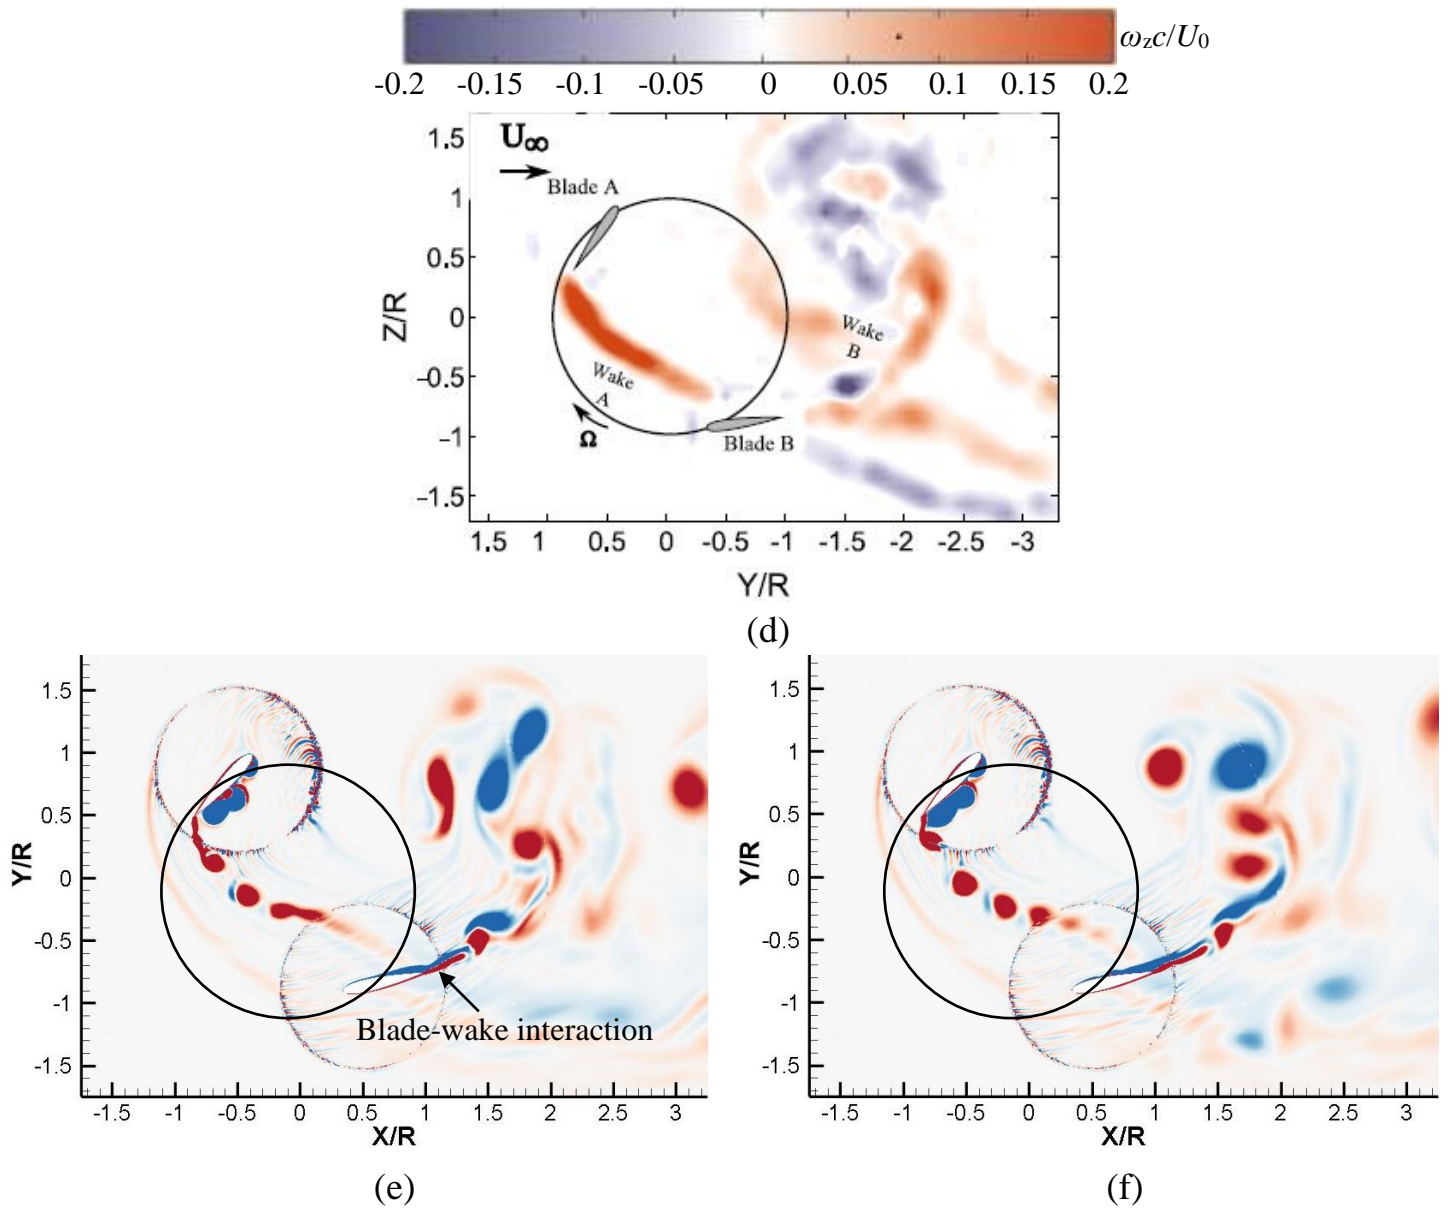 ωzc/U0
-0.2 -0.15 -0.1 -0.05 0 0.05 0.1 0.15 0.2
U∞
Blade A
Wake
A
Ω
Blade B
Wake
B
1.5
1
0.5
0
−0.5
−1
−1.5
Z/R
1.5 1 0.5 0 -0.5 -1 -1.5 -2 -2.5 -3
Y/R
(d)
1.5
1
0.5
0
-0.5
-1
-1.5
Y/R
Blade-wake interaction
-1.5 -1 -0.5 0 0.5 1 1.5 2 2.5 3
X/R
(e)
1.5
1
0.5
0
-0.5
-1
-1.5
Y/R
-1.5 -1 -0.5 0 0.5 1 1.5 2 2.5 3
X/R
(f)